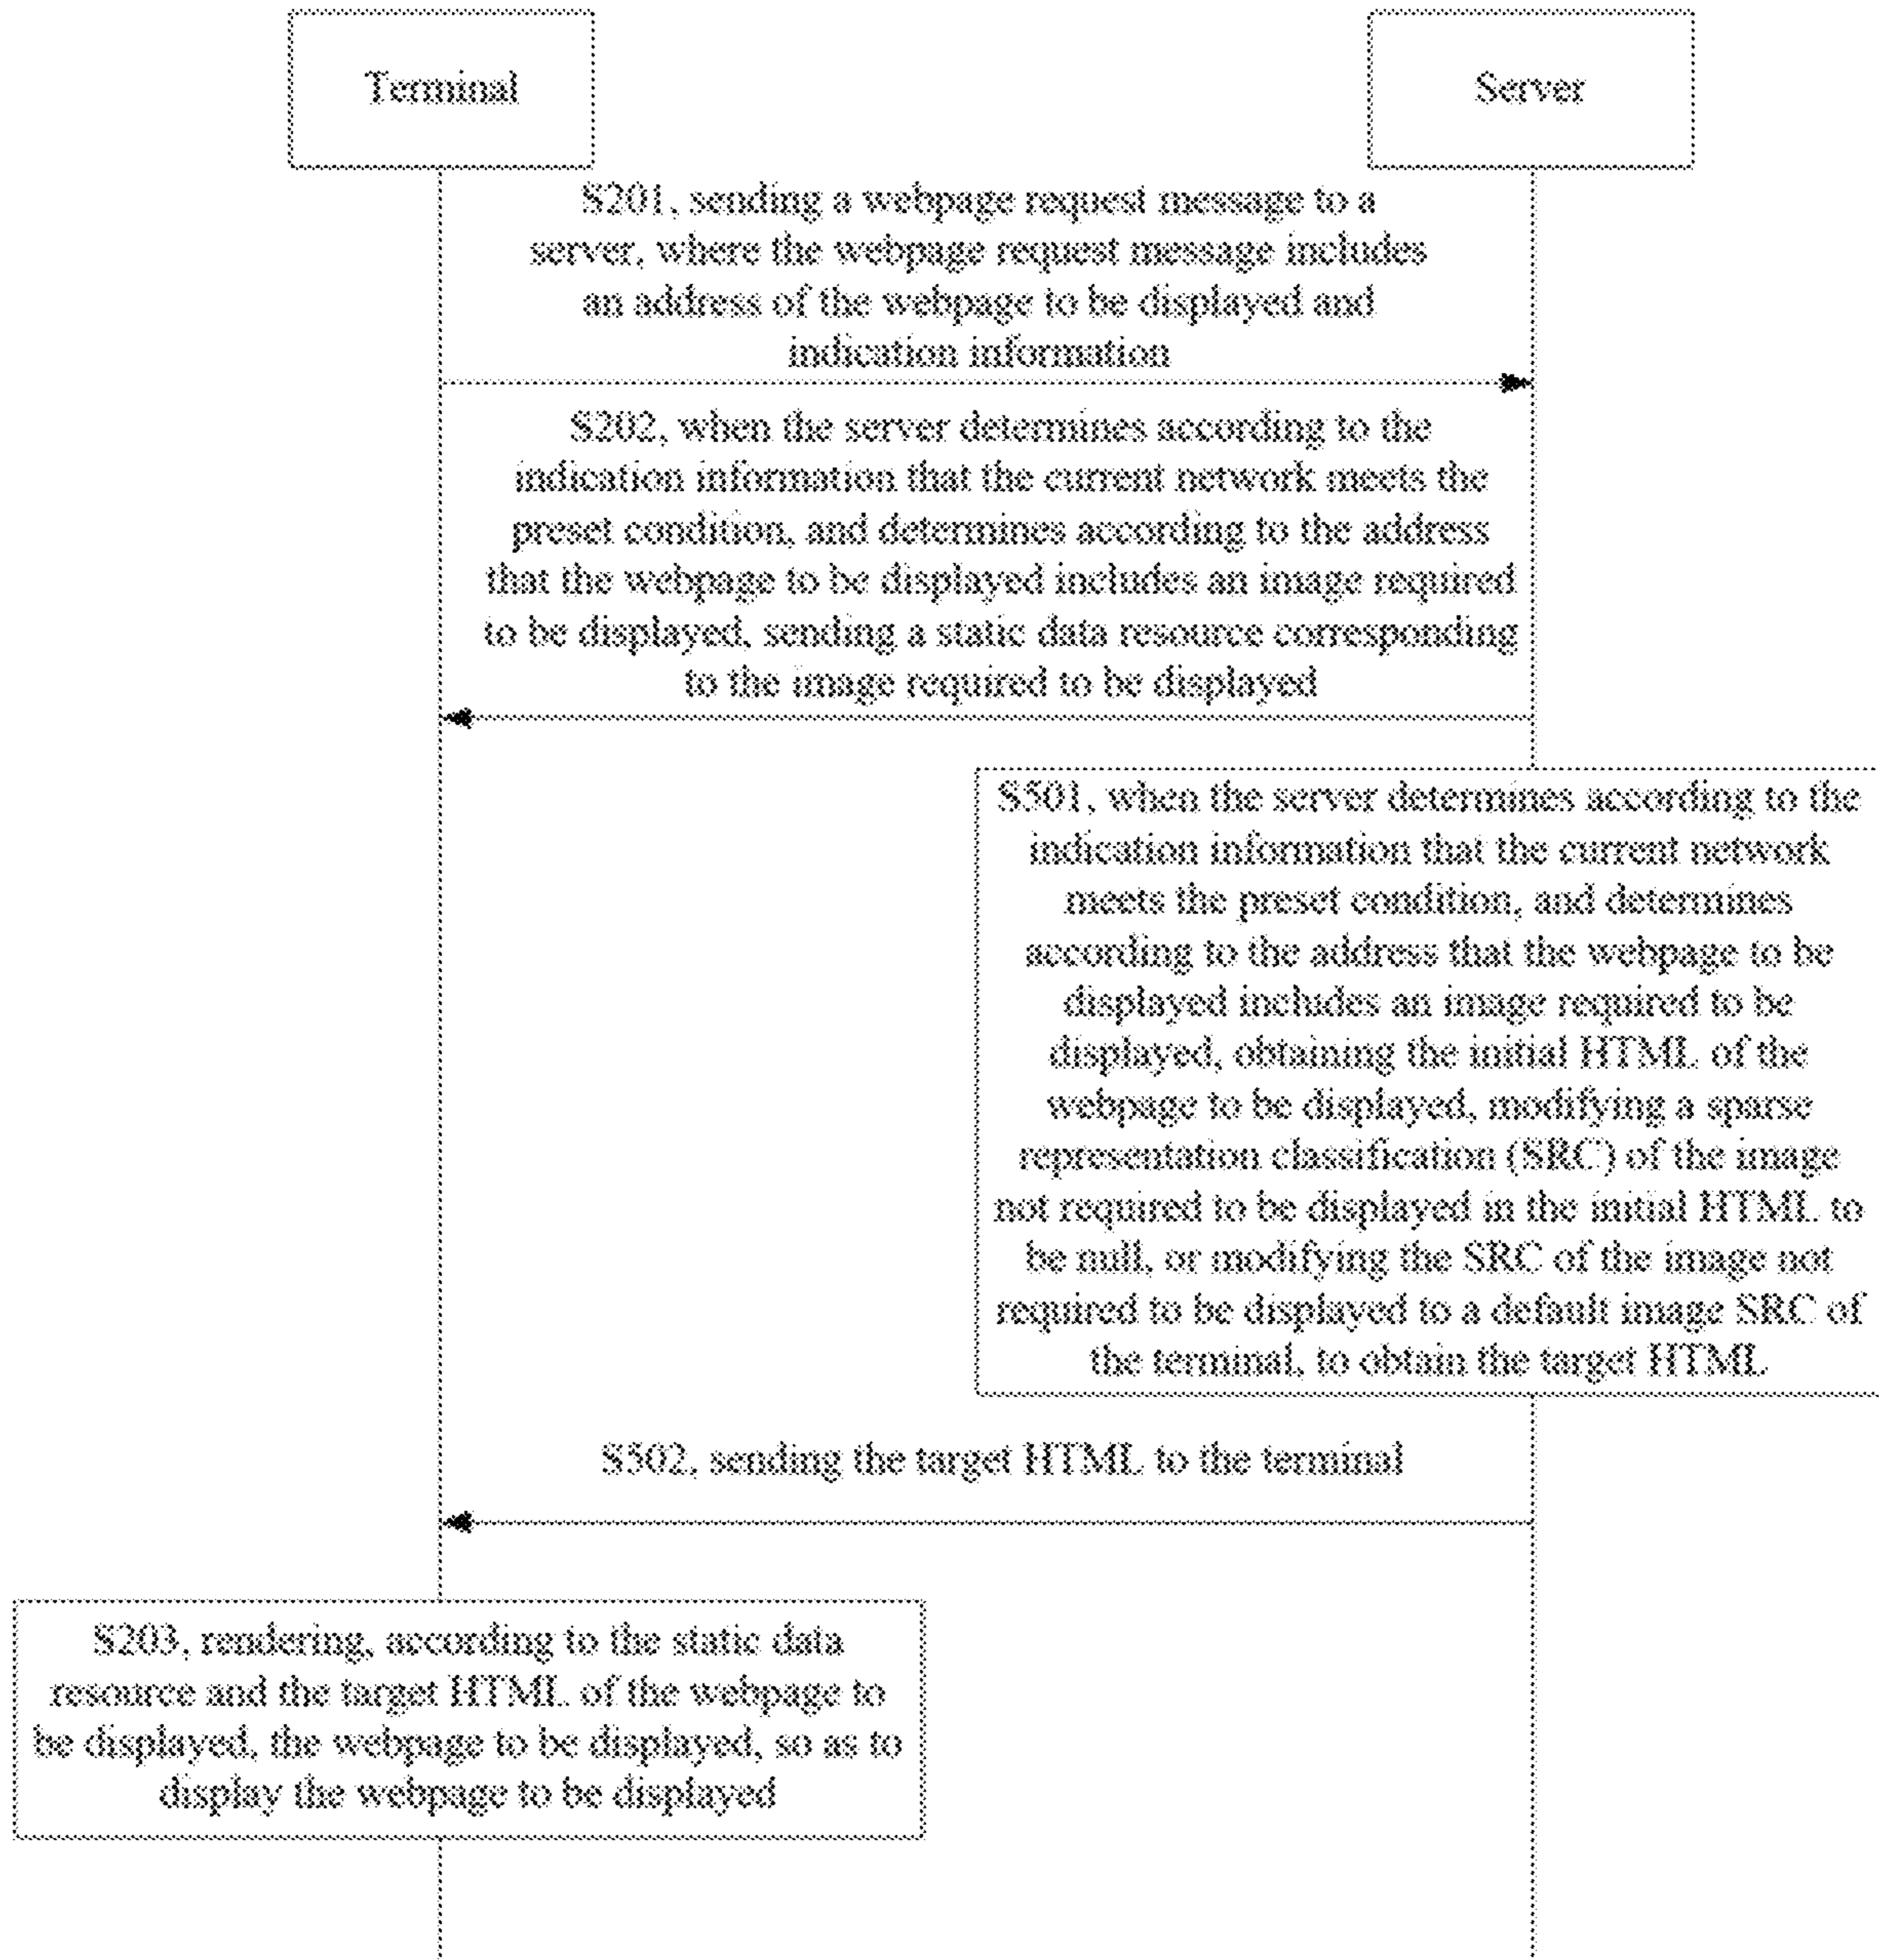 Terminal
Server
S201, sending a webpage request message to a
server, where the webpage request message includes
an address of the webpage to be displayed and
indication information
S202, when the server determines according to the
indication information that the current network meets the
preset condition, and determines according to the address
that the webpage to be displayed includes an image required
to be displayed, sending a static data resource corresponding
to the image required to be displayed
S501, when the server determines according to the
indication information that the current network
meets the preset condition, and determines
according to the address that the webpage to be
displayed includes an image required to be
displayed, obtaining the initial HTML of the
webpage to be displayed, modifying a sparse
representation classification (SRC) of the image
not required to be displayed in the initial HTML to
be null, or modifying the SRC of the image not
required to be displayed to a default image SRC of
the terminal, to obtain the target HTML
S502, sending the target HTML to the terminal
S203, rendering, according to the static data
resource and the target HTML of the webpage to
be displayed, the webpage to be displayed, so as to
display the webpage to be displayed